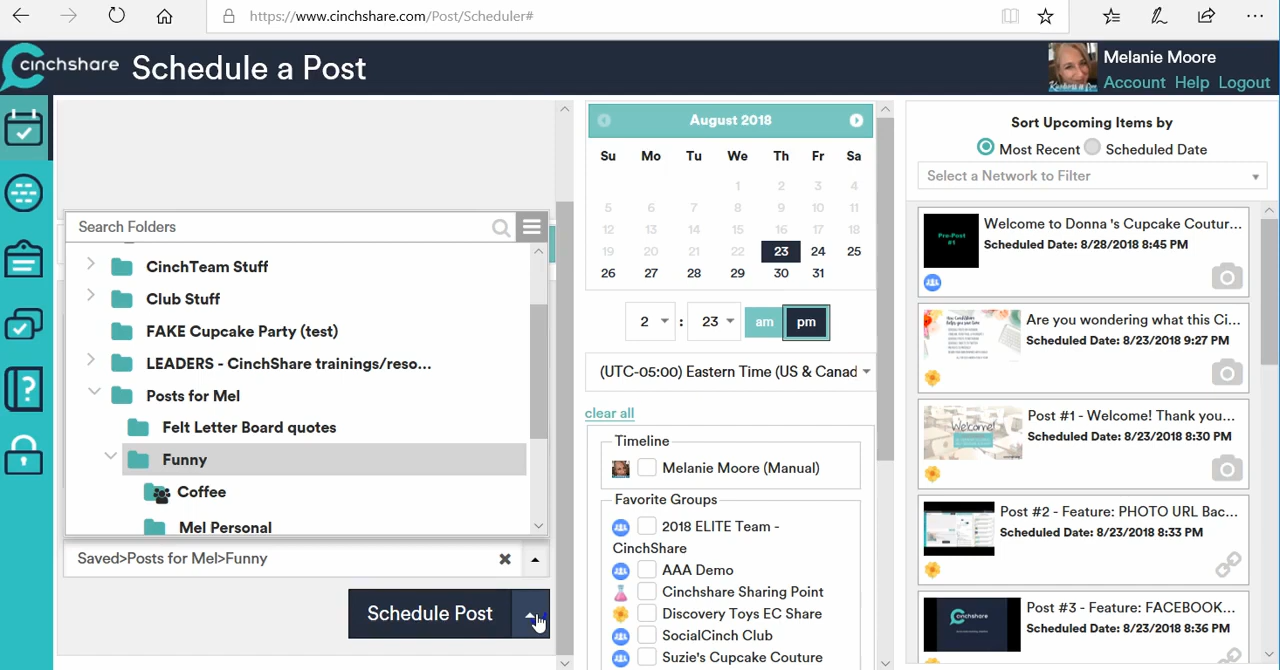 https://www.cinchshare.com/Post/Scheduler#
cinchshare Schedule a Post
Melanie Moore
Account Help Logout
Search Folders
CinchTeam Stuff
Club Stuff
FAKE Cupcake Party (test)
LEADERS - CinchShare trainings/reso...
Posts for Mel
Felt Letter Board quotes
Funny
Coffee
Mel Personal
Saved>Posts for Mel>Funny
Schedule Post
August 2018
Su Mo Tu We Th Fr Sa
1 2 3 4
5 6 7 8 9 10 11
12 13 14 15 16 17 18
19 20 21 22 23 24 25
26 27 28 29 30 31
2 : 23 am pm
(UTC-05:00) Eastern Time (US & Canad
clear all
Timeline
Melanie Moore (Manual)
Favorite Groups
2018 ELITE Team -
CinchShare
AAA Demo
Cinchshare Sharing Point
Discovery Toys EC Share
SocialCinch Club
Suzie's Cupcake Couture
Sort Upcoming Items by
Most Recent Scheduled Date
Select a Network to Filter
Pre-Post
#1
Welcome to Donna 's Cupcake Coutur...
Scheduled Date: 8/28/2018 8:45 PM
Are you wondering what this Ci...
Scheduled Date: 8/23/2018 9:27 PM
Welcome!
Post #1 - Welcome! Thank you...
Scheduled Date: 8/23/2018 8:30 PM
Post #2 - Feature: PHOTO URL Bac...
Scheduled Date: 8/23/2018 8:33 PM
cinchshare
Post #3 - Feature: FACEBOOK...
Scheduled Date: 8/23/2018 8:36 PM